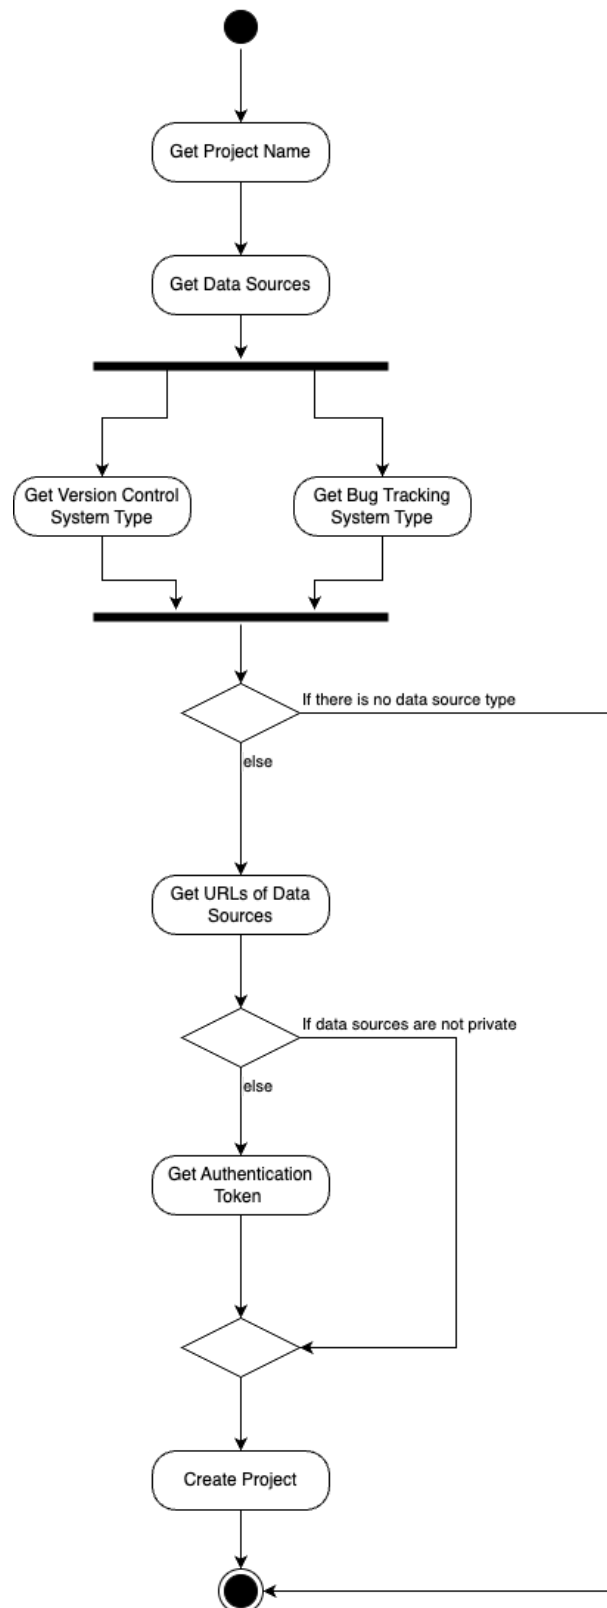 Get Project Name
Get Data Sources
Get Version Control
System Type
Get Bug Tracking
System Type
If there is no data source type
else
Get URLs of Data
Sources
If data sources are not private
else
Get Authentication
Token
Create Project